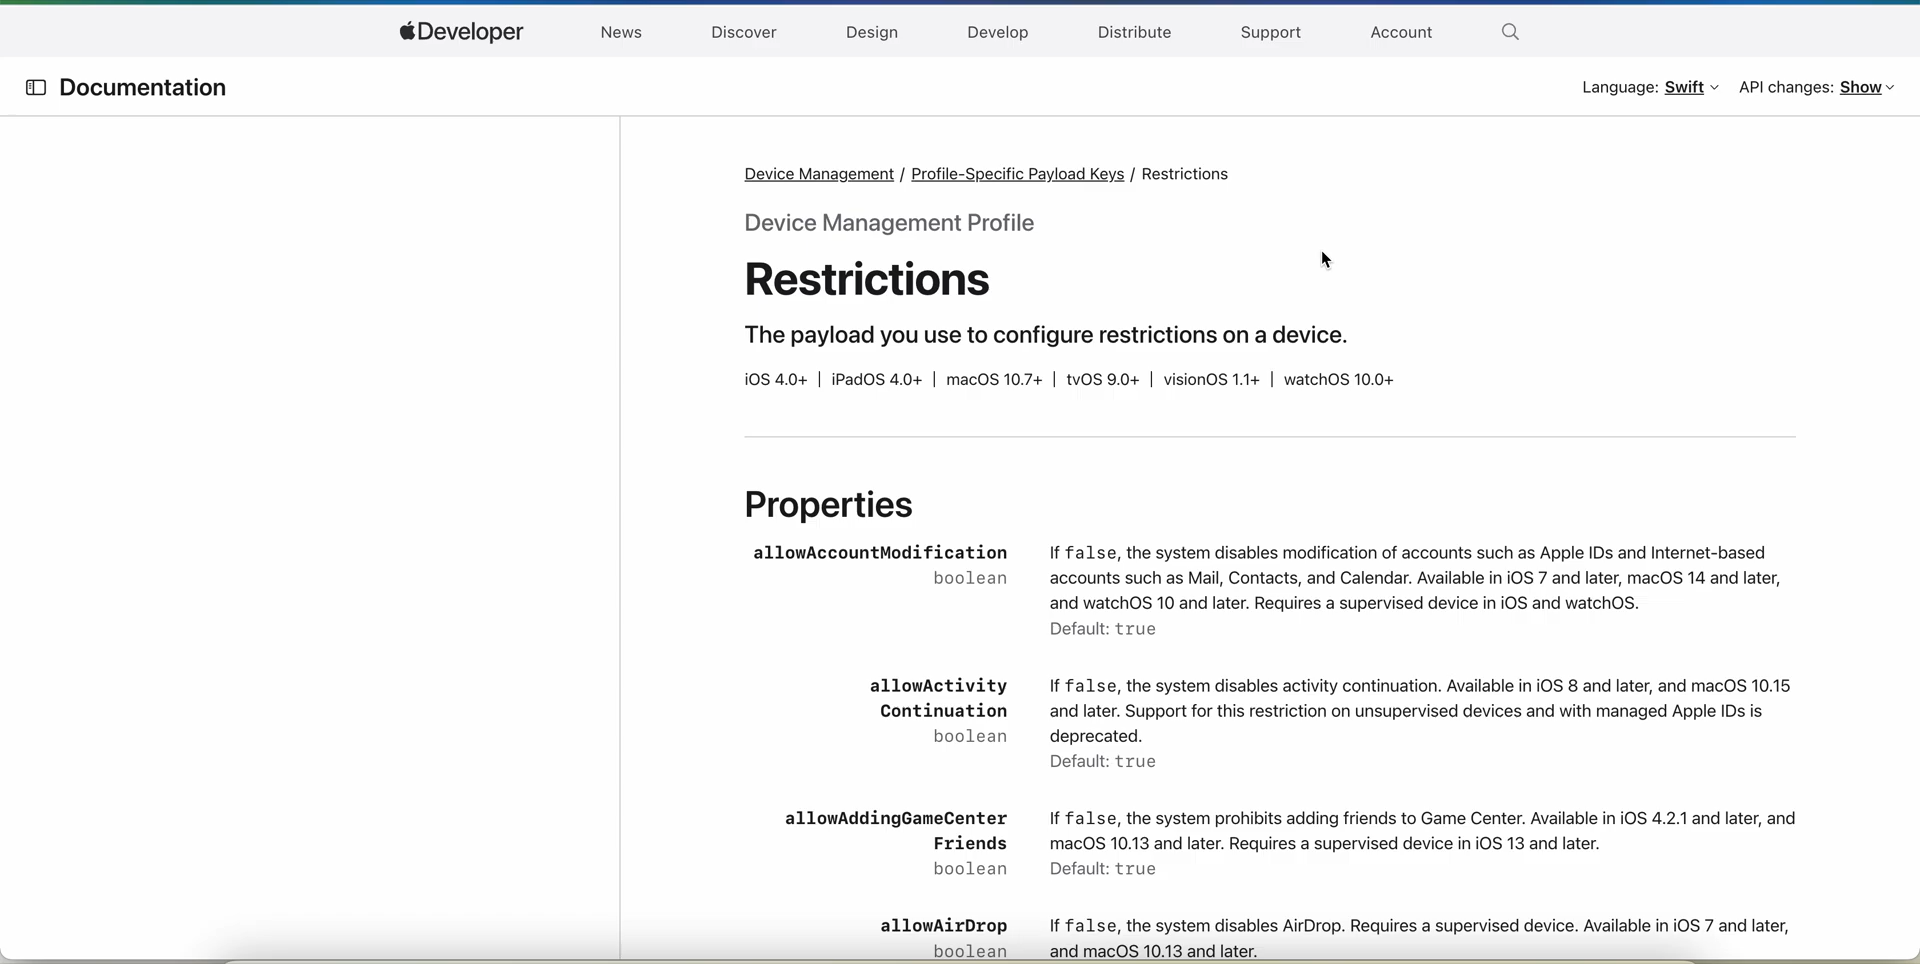 Developer
News
Discover
Design
Develop
Distribute
Support
Account
Documentation
Language: Swift
API changes: Show
Device Management / Profile-Specific Payload Keys / Restrictions
Device Management Profile
Restrictions
The payload you use to configure restrictions on a device.
iOS 4.0+ | iPadOS 4.0+ | macOS 10.7+ | tvOS 9.0+ | visionOS 1.1+ | watchOS 10.0+
Properties
allowAccountModification
boolean
If false, the system disables modification of accounts such as Apple IDs and Internet-based
accounts such as Mail, Contacts, and Calendar. Available in iOS 7 and later, macOS 14 and later,
and watchOS 10 and later. Requires a supervised device in iOS and watchOS.
Default: true
allowActivity
Continuation
boolean
If false, the system disables activity continuation. Available in iOS 8 and later, and macOS 10.15
and later. Support for this restriction on unsupervised devices and with managed Apple IDs is
deprecated.
Default: true
allowAddingGameCenter
Friends
boolean
If false, the system prohibits adding friends to Game Center. Available in iOS 4.2.1 and later, and
macOS 10.13 and later. Requires a supervised device in iOS 13 and later.
Default: true
allowAirDrop
boolean
If false, the system disables AirDrop. Requires a supervised device. Available in iOS 7 and later,
and macOS 10.13 and later.